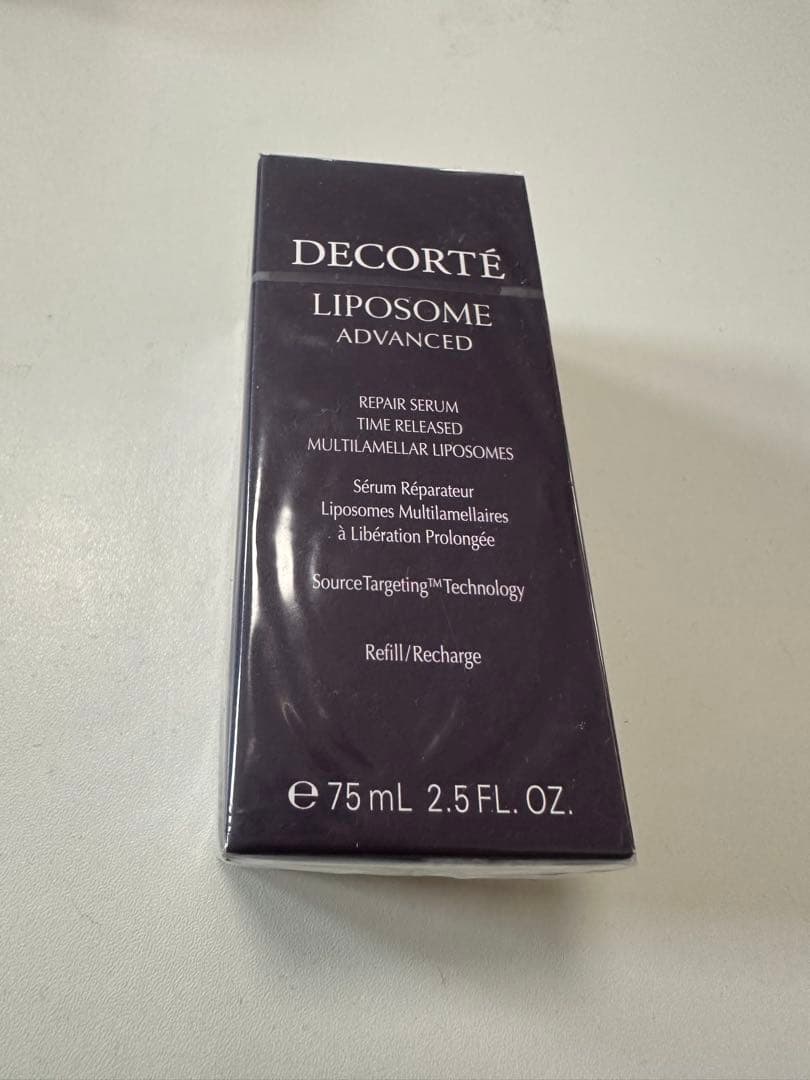 DECORTÉ
LIPOSOME
ADVANCED
REPAIR SERUM
TIME RELEASED
MULTILAMELLAR LIPOSOMES
Sérum Réparateur
Liposomes Multilamellaires
à Libération Prolongée
SourceTargeting™Technology
Refill/Recharge
℮ 75 mL 2.5 FL. OZ.